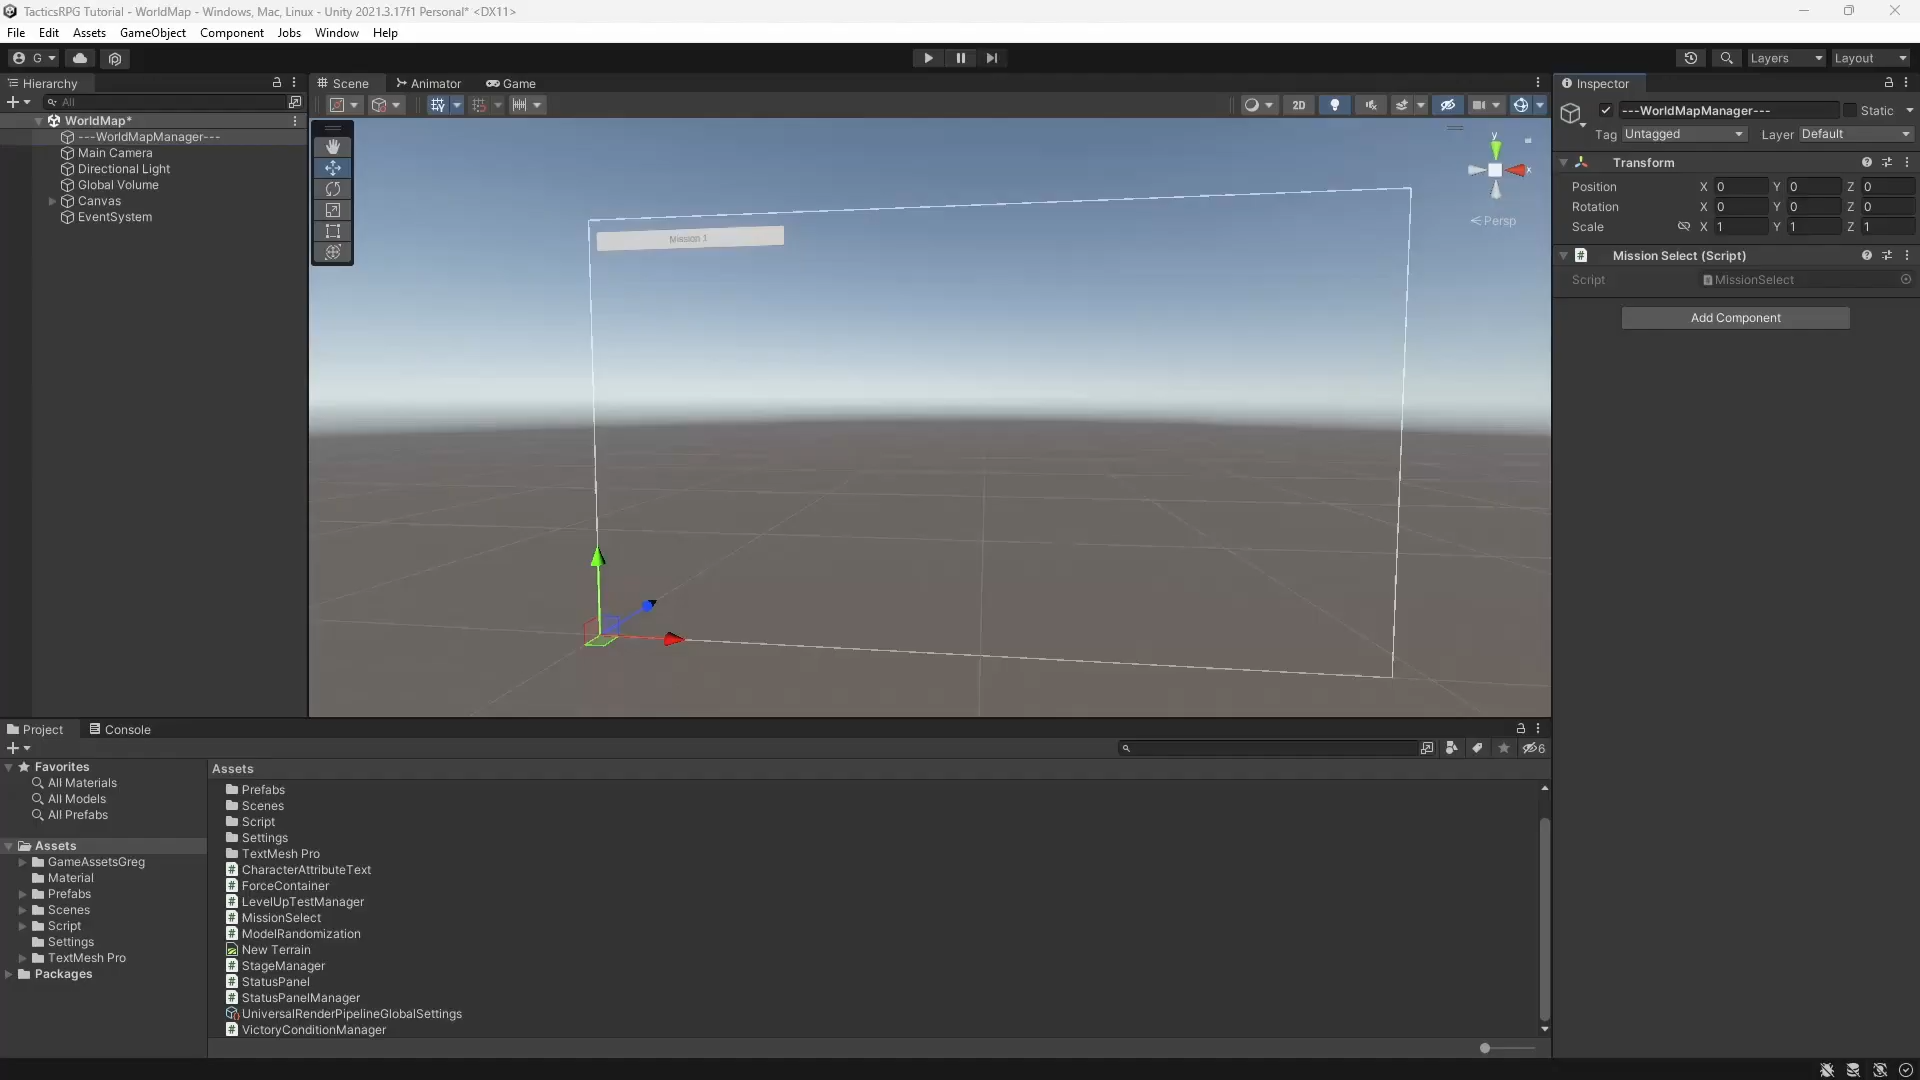 TacticsRPG Tutorial - WorldMap - Windows, Mac, Linux - Unity 2021.3.17f1 Personal* <DX11>
File Edit Assets GameObject Component Jobs Window Help
G
Layers Layout
Hierarchy
All
WorldMap*
---WorldMapManager---
Main Camera
Directional Light
Global Volume
Canvas
EventSystem
Scene Animator Game
2D
y
x
Persp
Mission 1
Inspector
---WorldMapManager--- Static
Tag Untagged Layer Default
Transform
Position X 0 Y 0 Z 0
Rotation X 0 Y 0 Z 0
Scale X 1 Y 1 Z 1
# Mission Select (Script)
Script MissionSelect
Add Component
Project Console
6
Favorites
All Materials
All Models
All Prefabs
Assets
GameAssetsGreg
Material
Prefabs
Scenes
Script
Settings
TextMesh Pro
Packages
Assets
Prefabs
Scenes
Script
Settings
TextMesh Pro
# CharacterAttributeText
# ForceContainer
# LevelUpTestManager
# MissionSelect
# ModelRandomization
New Terrain
# StageManager
# StatusPanel
# StatusPanelManager
UniversalRenderPipelineGlobalSettings
# VictoryConditionManager